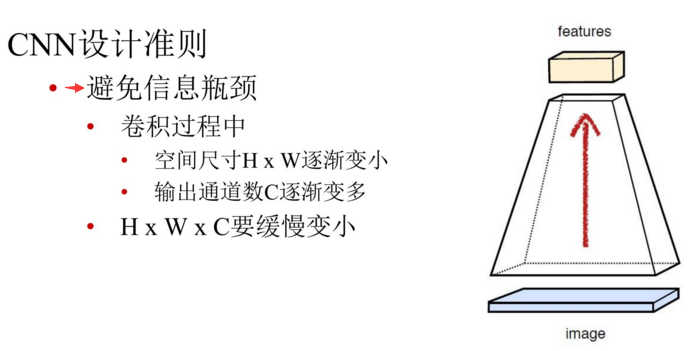 CNN设计准则
避免信息瓶颈
卷积过程中
空间尺寸H x W逐渐变小
输出通道数C逐渐变多
H x W x C要缓慢变小
features
image